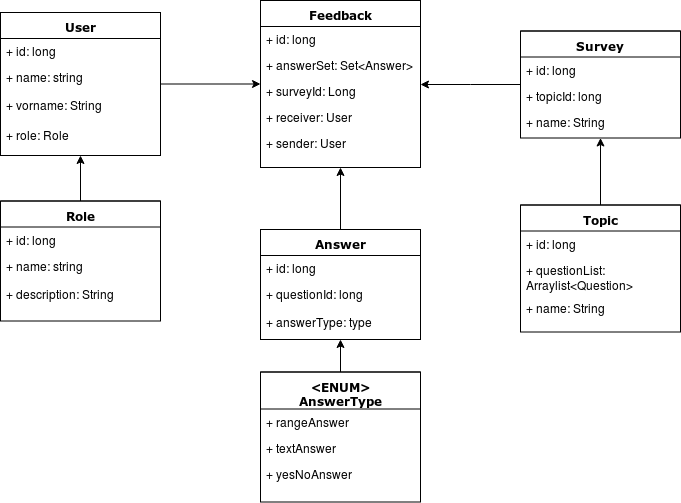 User
+ id: long
+ name: string
+ vorname: String
+ role: Role
Feedback
+ id: long
+ answerSet: Set<Answer>
+ surveyId: Long
+ receiver: User
+ sender: User
Survey
+ id: long
+ topicId: long
+ name: String
Role
+ id: long
+ name: string
+ description: String
Answer
+ id: long
+ questionId: long
+ answerType: type
Topic
+ id: long
+ questionList:
Arraylist<Question>
+ name: String
<ENUM>
AnswerType
+ rangeAnswer
+ textAnswer
+ yesNoAnswer